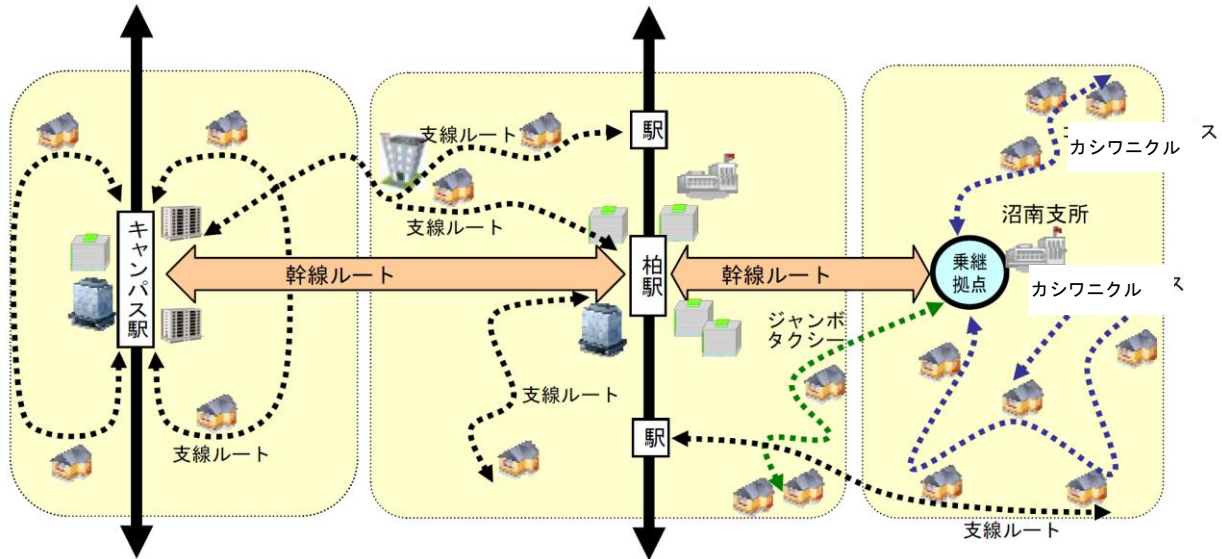 駅
支線ルート
ス
カシワニクル
支線ルート
沼南支所
キャンパス駅
幹線ルート
柏駅
幹線ルート
乗継
拠点
カシワニクル
ス
ジャンボ
タクシー
支線ルート
駅
支線ルート
支線ルート